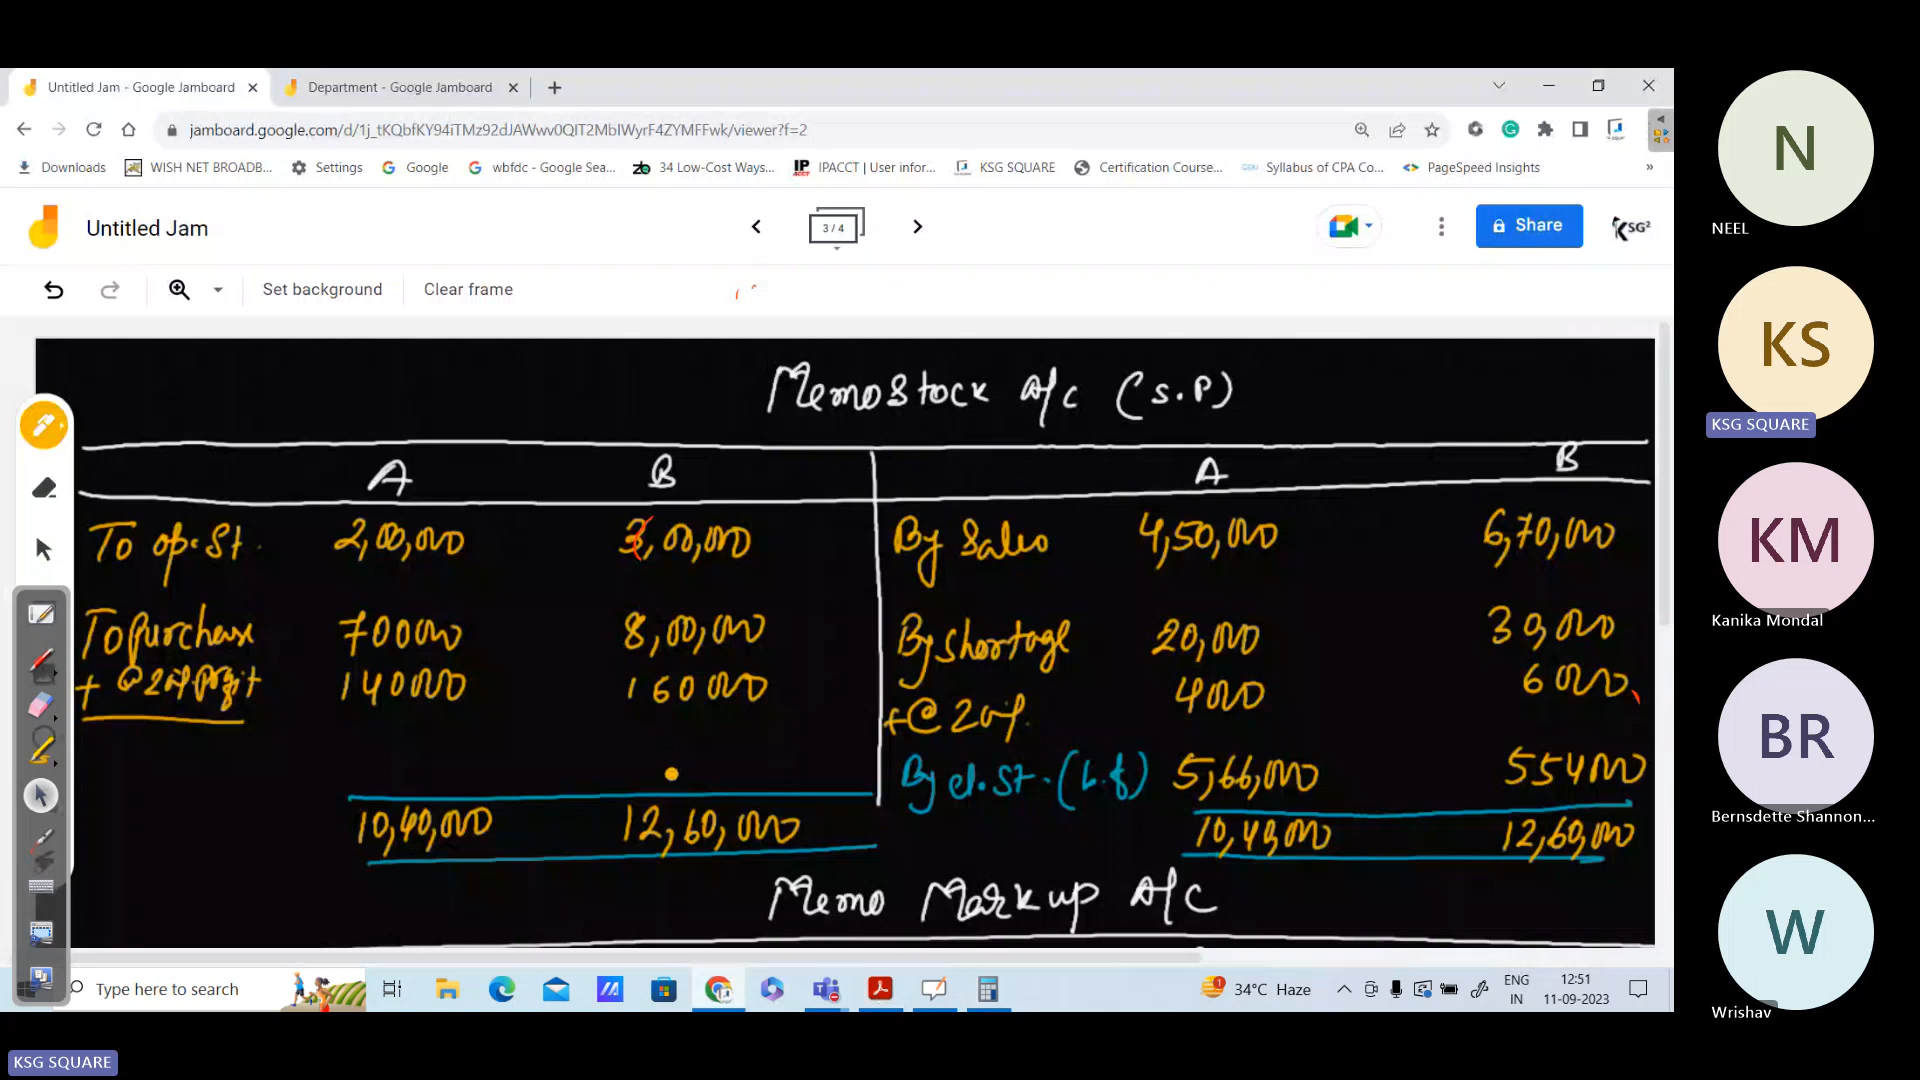 Untitled Jam - Google Jamboard
Department - Google Jamboard
jamboard.google.com/d/1j_tKQbfKY94iTMz92dJAWwv0QIT2MbIWyrF4ZYMFFwk/viewer?f=2
Downloads WISH NET BROADB... Settings Google wbfdc - Google Sea... 34 Low-Cost Ways... IPACCT | User infor... KSG SQUARE Certification Course... Syllabus of CPA Co... PageSpeed Insights »
Untitled Jam
3 / 4
Share
KSG²
Set background
Clear frame
Memo Stock A/c (S.P)
A B A B
To op. St. 2,00,000 3,00,000 By Sales 4,50,000 6,70,000
To purchase 700000 8,00,000 By Shortage 20,000 30,000
+ @ 20% profit 140000 160000 + @ 20% 4000 6000
By cl. St. (b.f) 5,66,000 554000
10,40,000 12,60,000 10,40,000 12,60,000
Memo Markup A/C
Type here to search
34°C Haze
ENG
IN
12:51
11-09-2023
N
NEEL
KS
KSG SQUARE
KM
Kanika Mondal
BR
Bernsdette Shannon...
W
Wrishav
KSG SQUARE